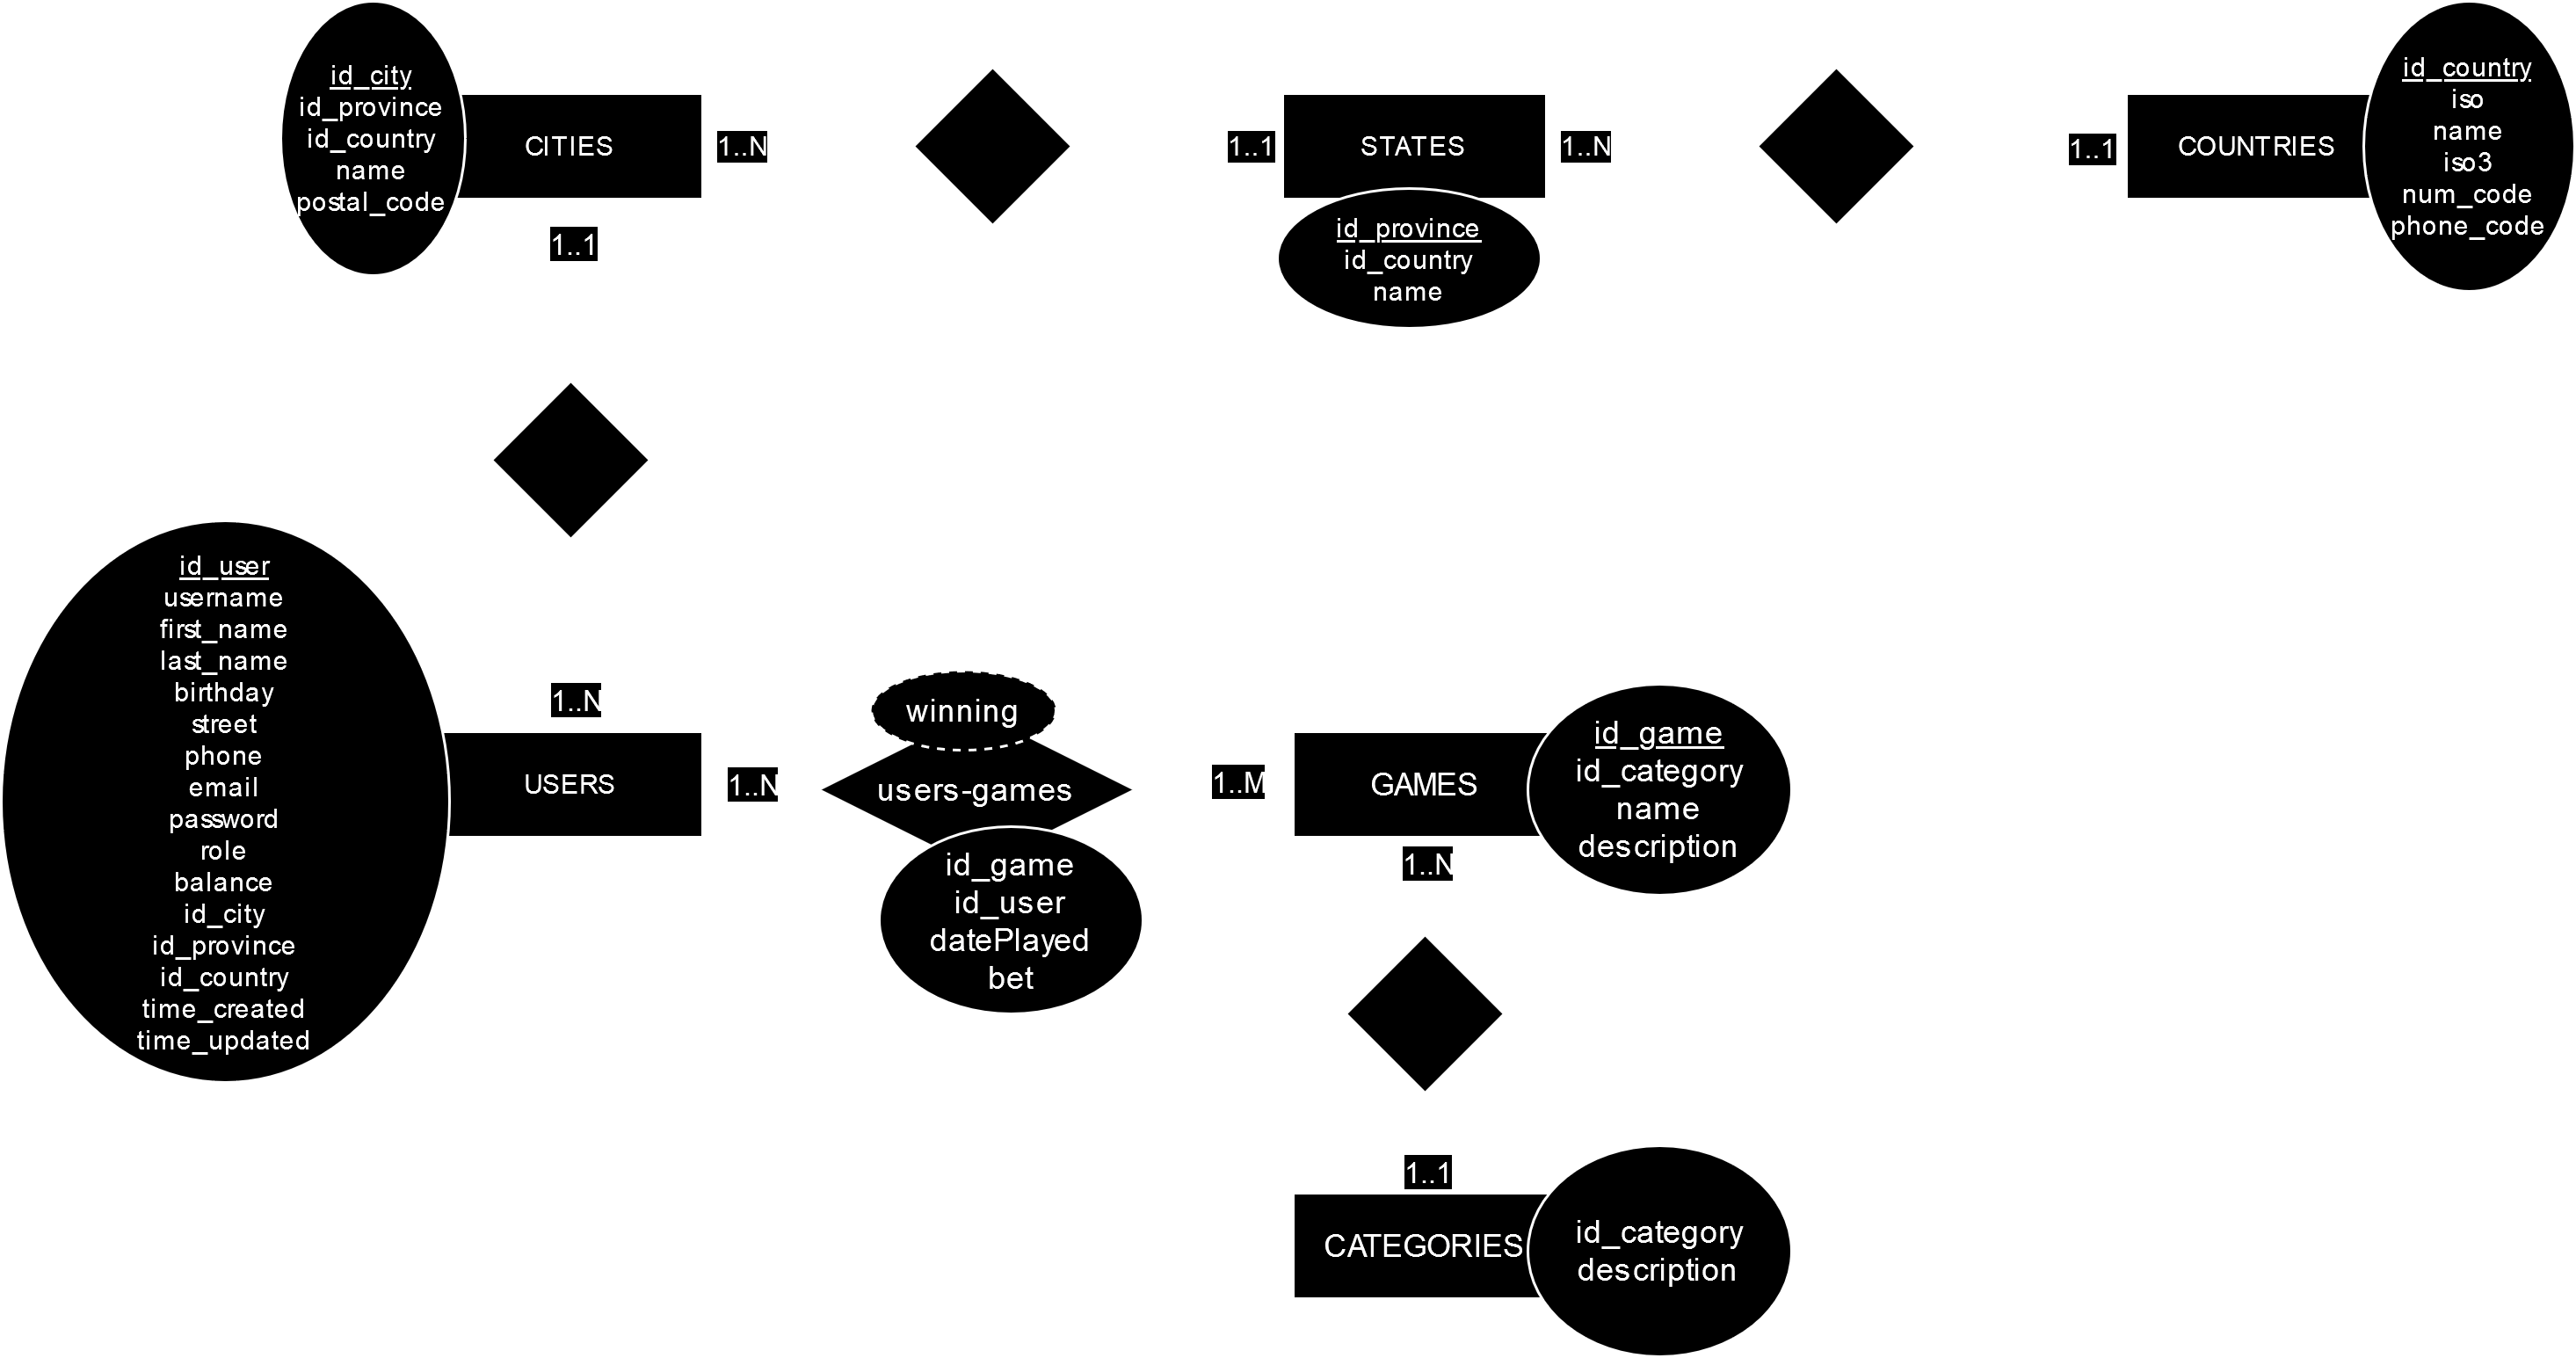 id_city
id_province
id_country
name
postal_code
CITIES
1..N
1..1
1..1
STATES
1..N
id_province
id_country
name
1..1
COUNTRIES
id_country
iso
name
iso3
num_code
phone_code
id_user
username
first_name
last_name
birthday
street
phone
email
password
role
balance
id_city
id_province
id_country
time_created
time_updated
1..N
USERS
1..N
winning
users-games
id_game
id_user
datePlayed
bet
1..M
GAMES
id_game
id_category
name
description
1..N
1..1
CATEGORIES
id_category
description